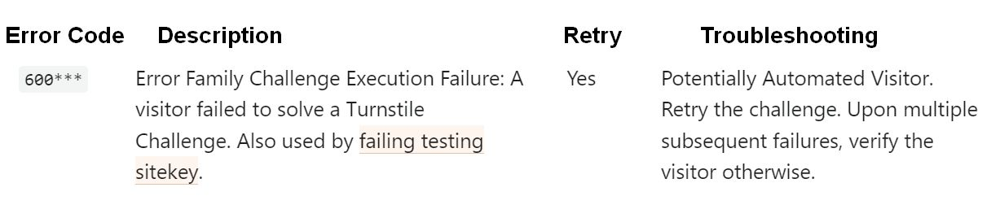 Error Code Description Retry Troubleshooting
600*** Error Family Challenge Execution Failure: A Yes Potentially Automated Visitor.
visitor failed to solve a Turnstile Retry the challenge. Upon multiple
Challenge. Also used by failing testing subsequent failures, verify the
sitekey. visitor otherwise.